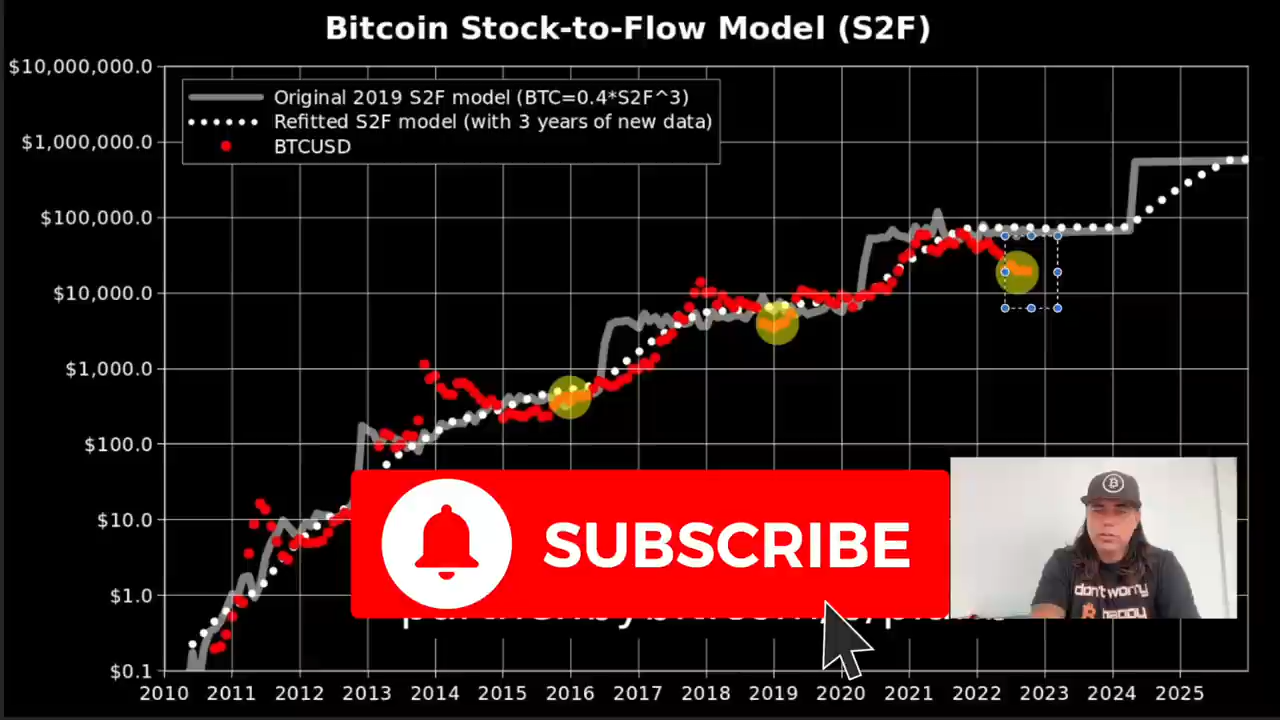 Bitcoin Stock-to-Flow Model (S2F)
$10,000,000.0
Original 2019 S2F model (BTC=0.4*S2F^3)
Refitted S2F model (with 3 years of new data)
BTCUSD
$1,000,000.0
$100,000.0
$10,000.0
$1,000.0
$100.0
$10.0
$1.0
$0.1
SUBSCRIBE
don't worry
happy
2010 2011 2012 2013 2014 2015 2016 2017 2018 2019 2020 2021 2022 2023 2024 2025